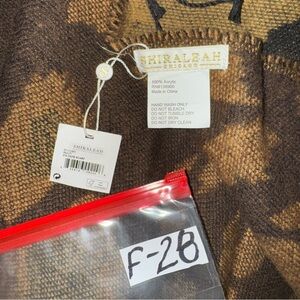 SHIRALEAH
CHICAGO
100% Acrylic
Made in China
HAND WASH ONLY
DO NOT BLEACH
DO NOT TUMBLE DRY
DO NOT IRON
DO NOT DRY CLEAN
SHIRALEAH
F-28